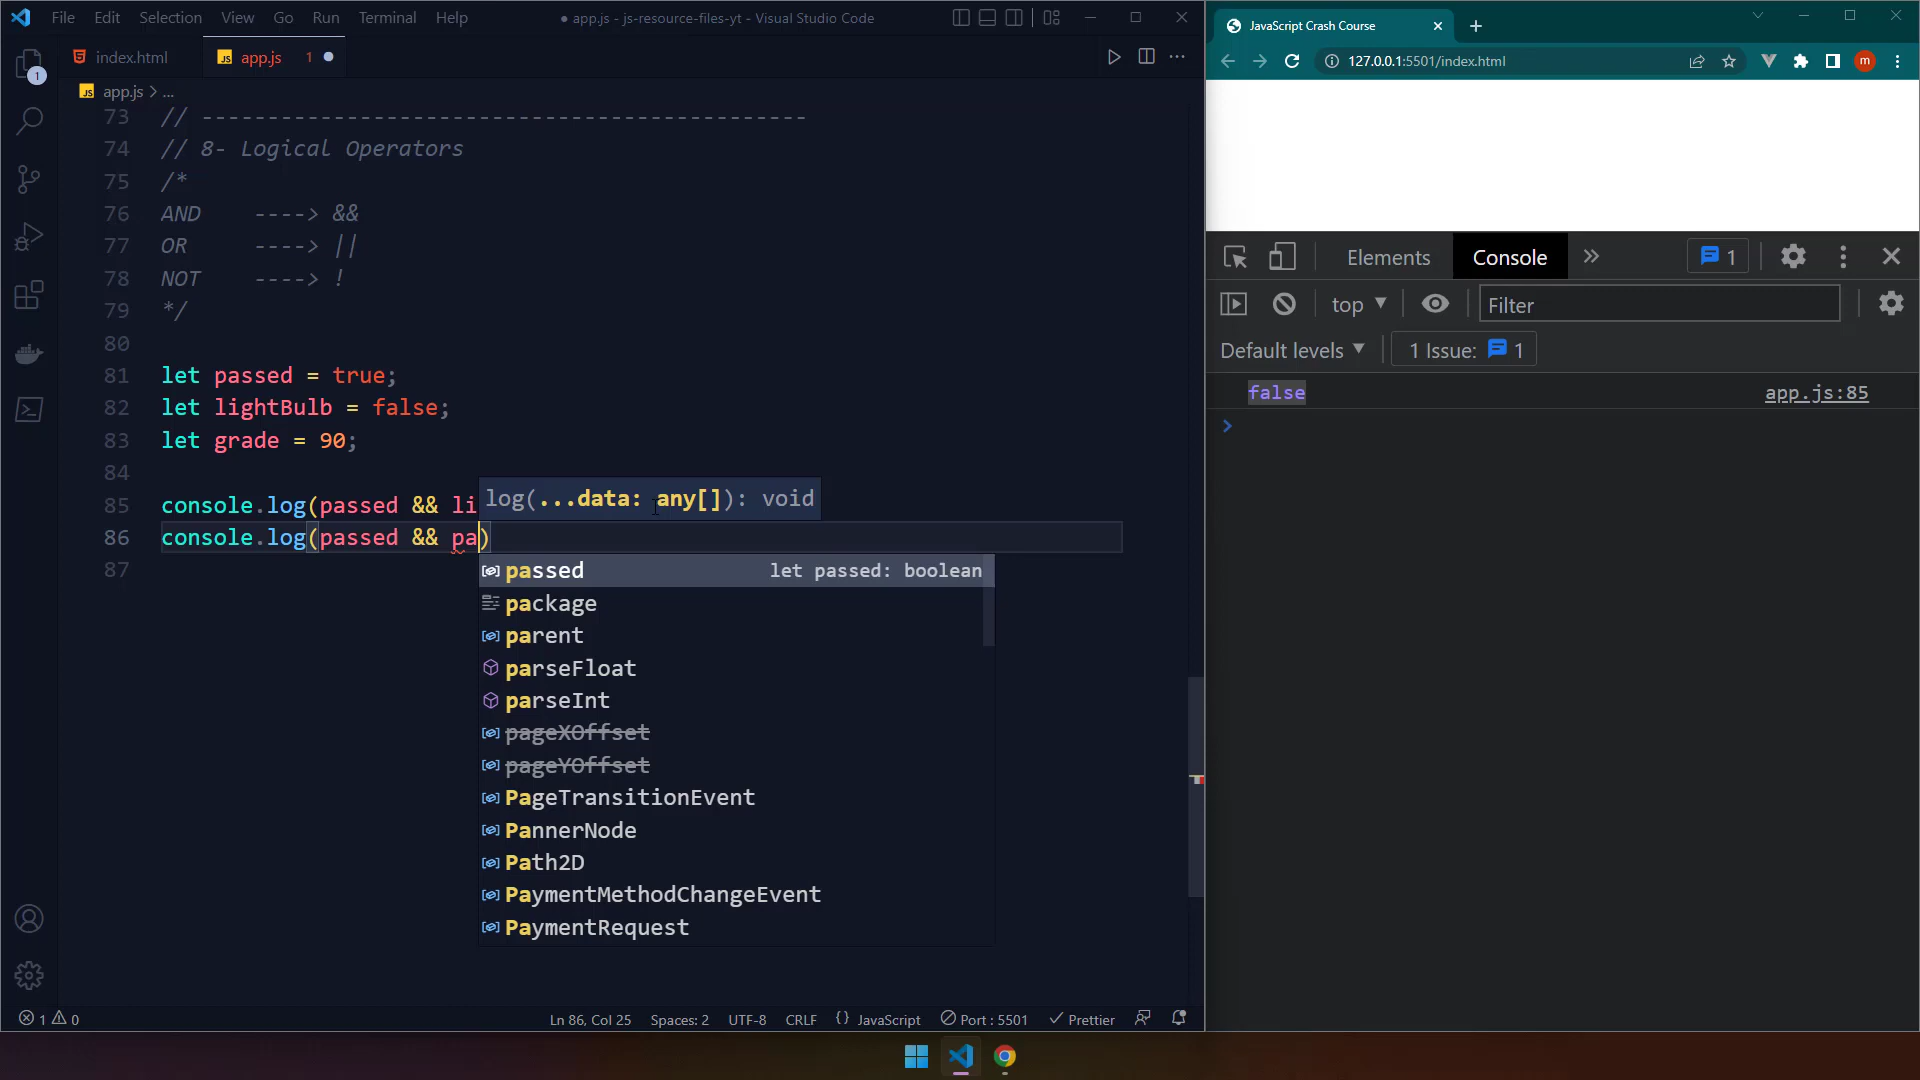 File Edit Selection View Go Run Terminal Help
● app.js - js-resource-files-yt - Visual Studio Code
index.html
app.js 1
app.js > ...
73 // ----------------------------------------------
74 // 8- Logical Operators
75 /*
76 AND ----> &&
77 OR ----> ||
78 NOT ----> !
79 */
80
81 let passed = true;
82 let lightBulb = false;
83 let grade = 90;
84
log(...data: any[]): void
85 console.log(passed && li
86 console.log(passed && pa)
87
passed let passed: boolean
package
parent
parseFloat
parseInt
pageXOffset
pageYOffset
PageTransitionEvent
PannerNode
Path2D
PaymentMethodChangeEvent
PaymentRequest
1 0
Ln 86, Col 25 Spaces: 2 UTF-8 CRLF {} JavaScript Port : 5501 Prettier
1
JavaScript Crash Course
127.0.0.1:5501/index.html
m
Elements Console 1
top Filter
Default levels 1 Issue: 1
false app.js:85